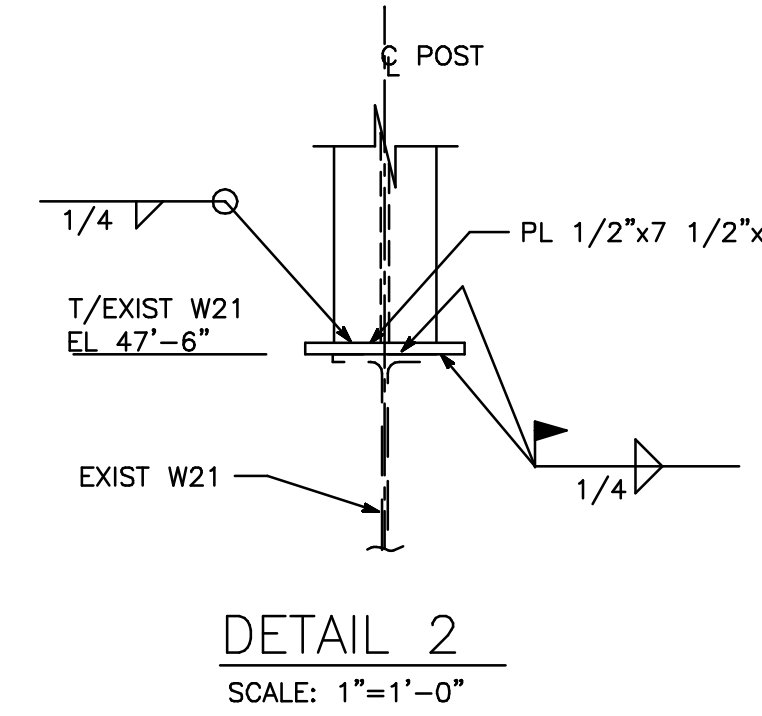 ℄ POST
1/4
PL 1/2"x7 1/2"x
T/EXIST W21
EL 47'-6"
EXIST W21
1/4
DETAIL 2
SCALE: 1"=1'-0"